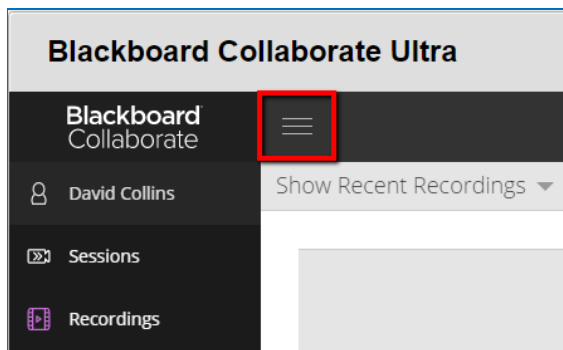 Blackboard Collaborate Ultra
Blackboard
Collaborate
David Collins
Show Recent Recordings
Sessions
Recordings